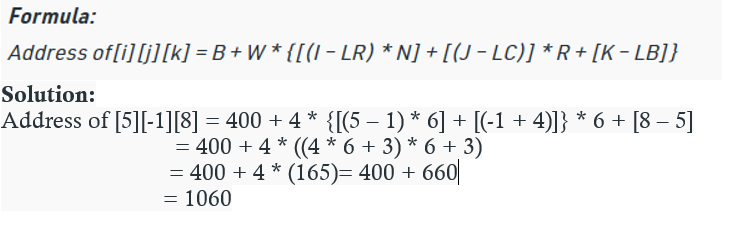 Formula:
Address of[i][j][k] = B + W * {[(I – LR) * N] + [(J – LC)] * R + [K – LB]}
Solution:
Address of [5][-1][8] = 400 + 4 * {[(5 – 1) * 6] + [(-1 + 4)]} * 6 + [8 – 5]
= 400 + 4 * ((4 * 6 + 3) * 6 + 3)
= 400 + 4 * (165)= 400 + 660
= 1060